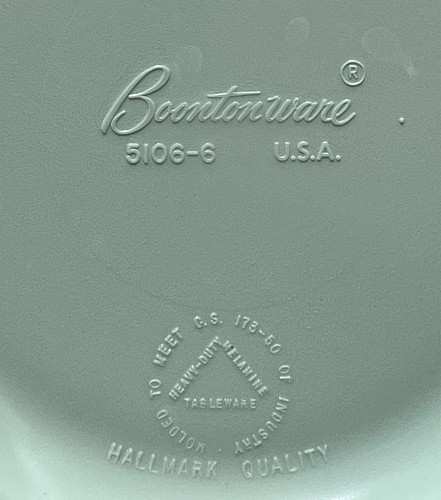 Boontonware ®
5106-6 U.S.A.
MOLDED TO MEET C.S. 173-50 OF INDUSTRY
HEAVY-DUTY MELAMINE TABLEWARE
HALLMARK QUALITY